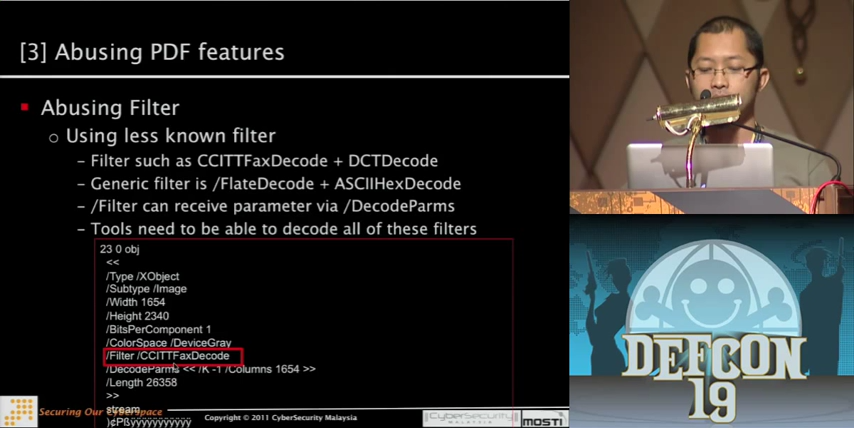 [3] Abusing PDF features
Abusing Filter
Using less known filter
– Filter such as CCITTFaxDecode + DCTDecode
– Generic filter is /FlateDecode + ASCIIHexDecode
– /Filter can receive parameter via /DecodeParms
– Tools need to be able to decode all of these filters
23 0 obj
<<
/Type /XObject
/Subtype /Image
/Width 1654
/Height 2340
/BitsPerComponent 1
/ColorSpace /DeviceGray
/Filter /CCITTFaxDecode
/DecodeParms << /K -1 /Columns 1654 >>
/Length 26358
>>
stream
Securing Our Cyberspace
Copyright © 2011 CyberSecurity Malaysia
CyberSecurity
MALAYSIA
MOSTI
DEFCON
19